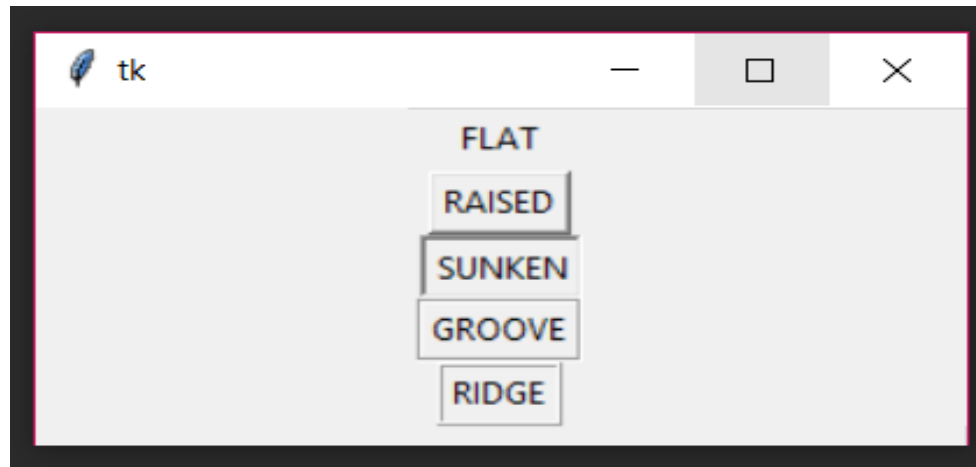 tk
FLAT
RAISED
SUNKEN
GROOVE
RIDGE